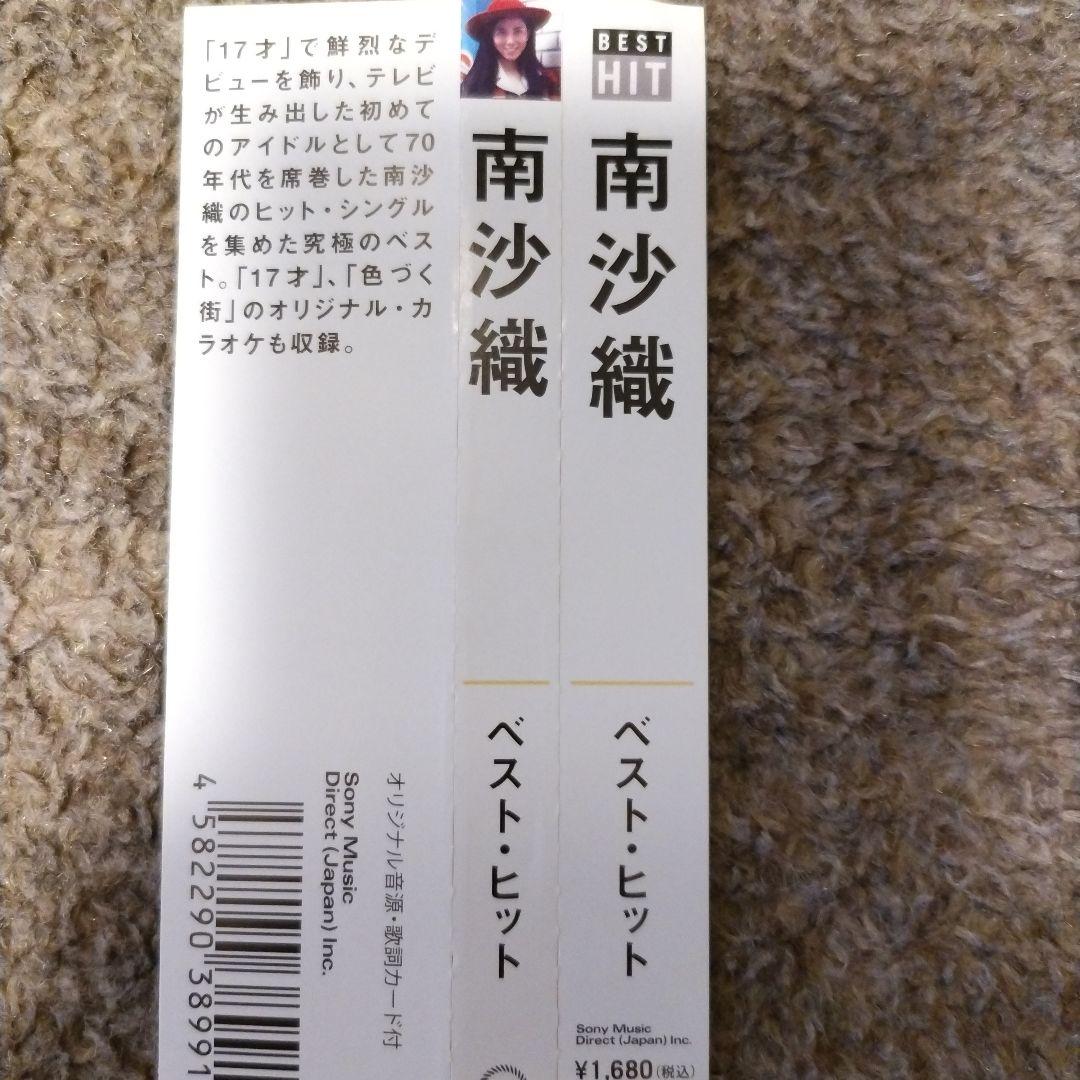 「17才」で鮮烈なデ
ビューを飾り、テレビ
が生み出した初めて
のアイドルとして70
年代を席巻した南沙
織のヒット・シングル
を集めた究極のベス
ト。「17才」、「色づく
街」のオリジナル・カ
ラオケも収録。
オリジナル音源・歌詞カード付
Sony Music
Direct (Japan) Inc.
4 582290 38991
南沙織
ベスト・ヒット
BEST
HIT
南沙織
ベスト・ヒット
Sony Music
Direct (Japan) Inc.
¥1,680(税込)